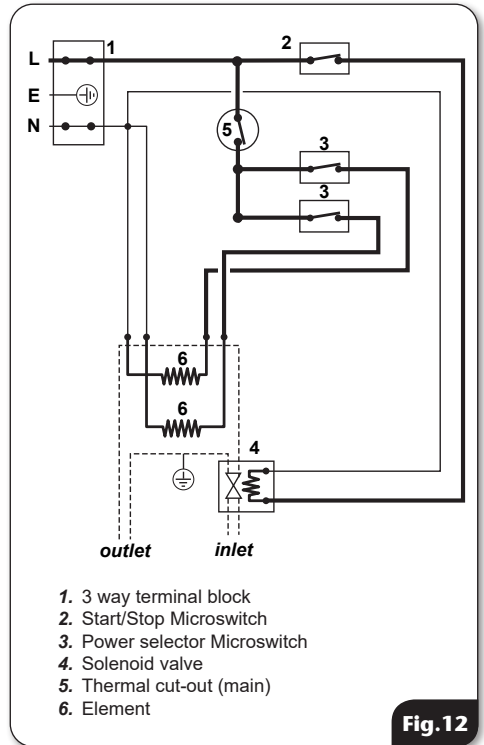 L
1
2
E
N
5
3
3
6
6
4
outlet
inlet
1. 3 way terminal block
2. Start/Stop Microswitch
3. Power selector Microswitch
4. Solenoid valve
5. Thermal cut-out (main)
6. Element
Fig.12